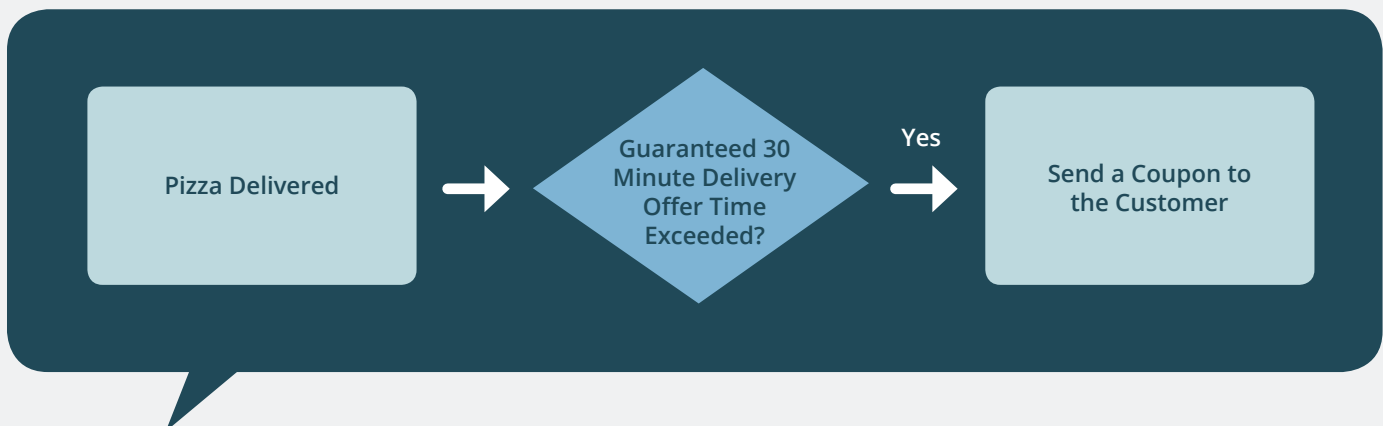 Pizza Delivered
Guaranteed 30
Minute Delivery
Offer Time
Exceeded?
Yes
Send a Coupon to
the Customer